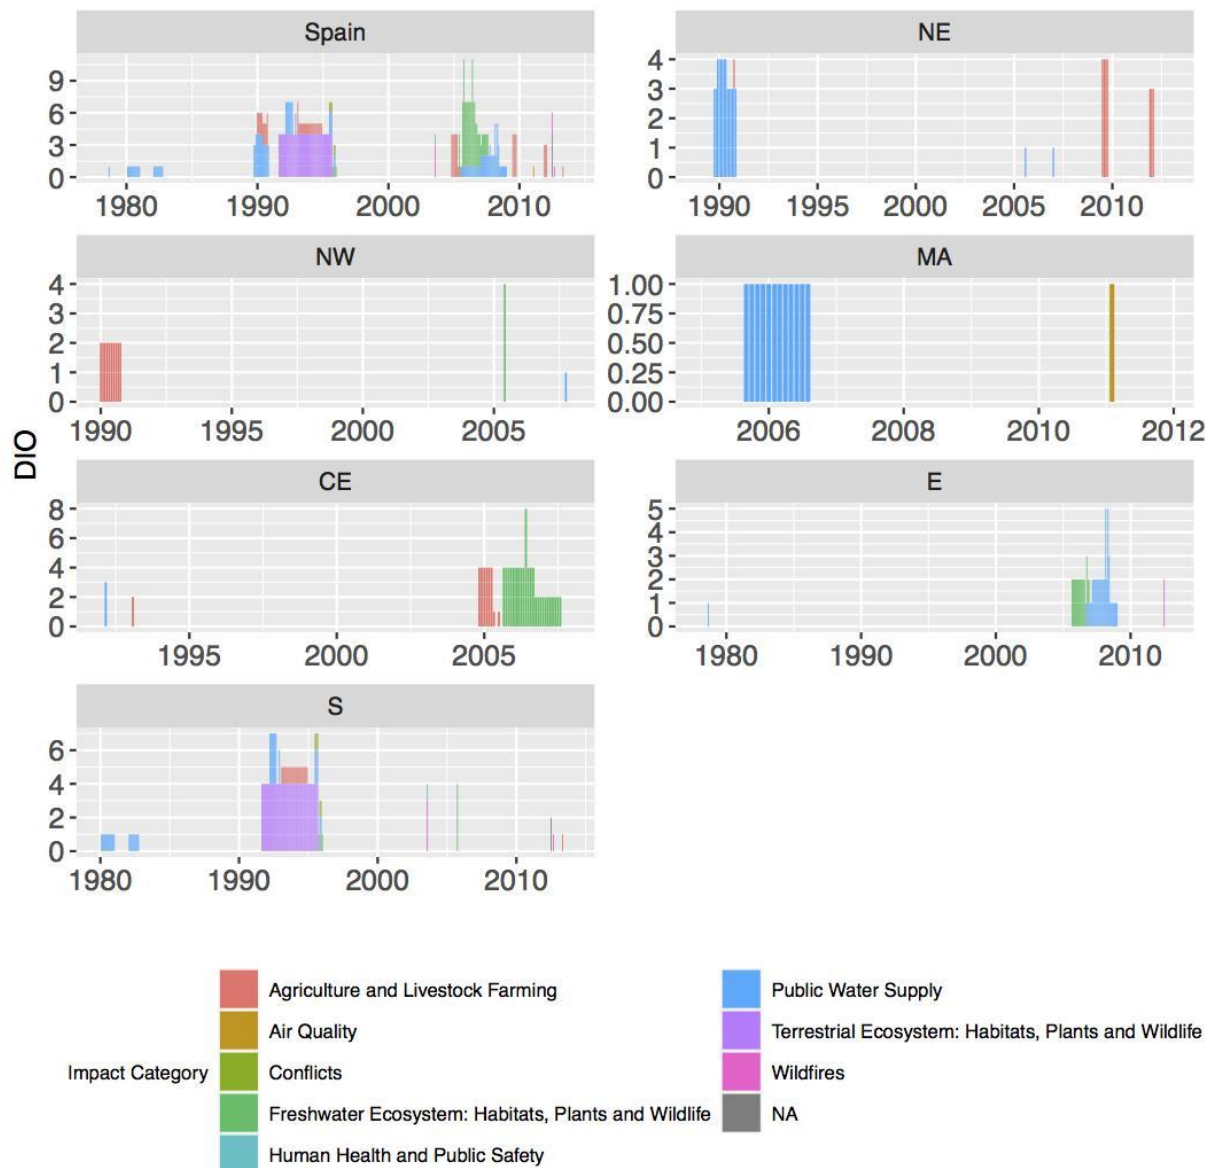 Spain
NE
9
6
3
0
1980 1990 2000 2010
4
3
2
1
0
1990 1995 2000 2005 2010
NW
MA
4
3
2
1
0
1990 1995 2000 2005
1.00
0.75
0.50
0.25
0.00
2006 2008 2010 2012
DIO
CE
E
8
6
4
2
0
1995 2000 2005
5
4
3
2
1
0
1980 1990 2000 2010
S
6
4
2
0
1980 1990 2000 2010
Impact Category
Agriculture and Livestock Farming
Air Quality
Conflicts
Freshwater Ecosystem: Habitats, Plants and Wildlife
Human Health and Public Safety
Public Water Supply
Terrestrial Ecosystem: Habitats, Plants and Wildlife
Wildfires
NA